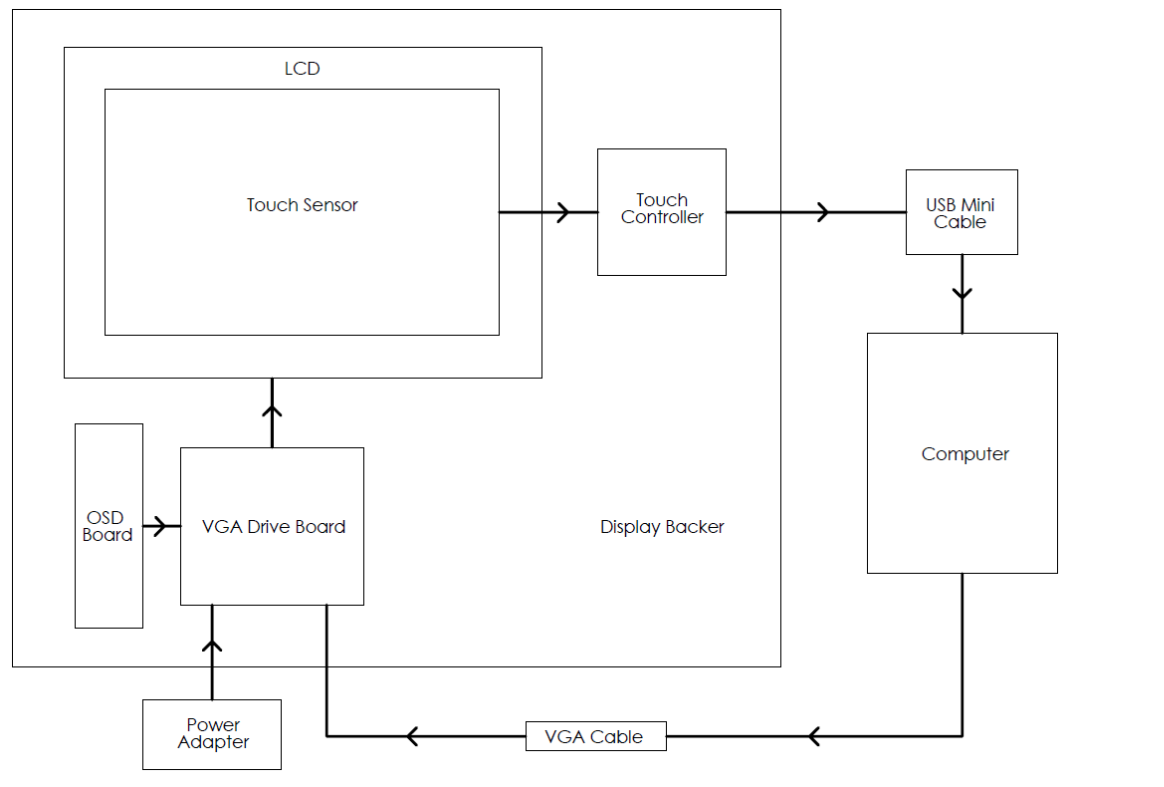 LCD
Touch Sensor
Touch
Controller
USB Mini
Cable
Computer
OSD
Board
VGA Drive Board
Display Backer
Power
Adapter
VGA Cable